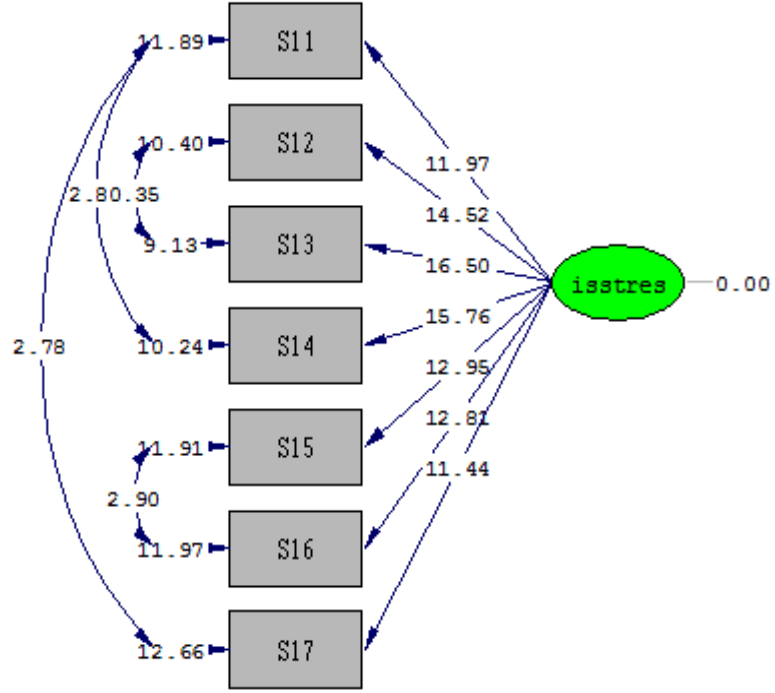 11.89 S11
10.40 S12
11.97
2.80.35
14.52
9.13 S13
16.50
isstres 0.00
15.76
2.78 10.24 S14
12.95
12.81
11.91 S15
11.44
2.90
11.97 S16
12.66 S17